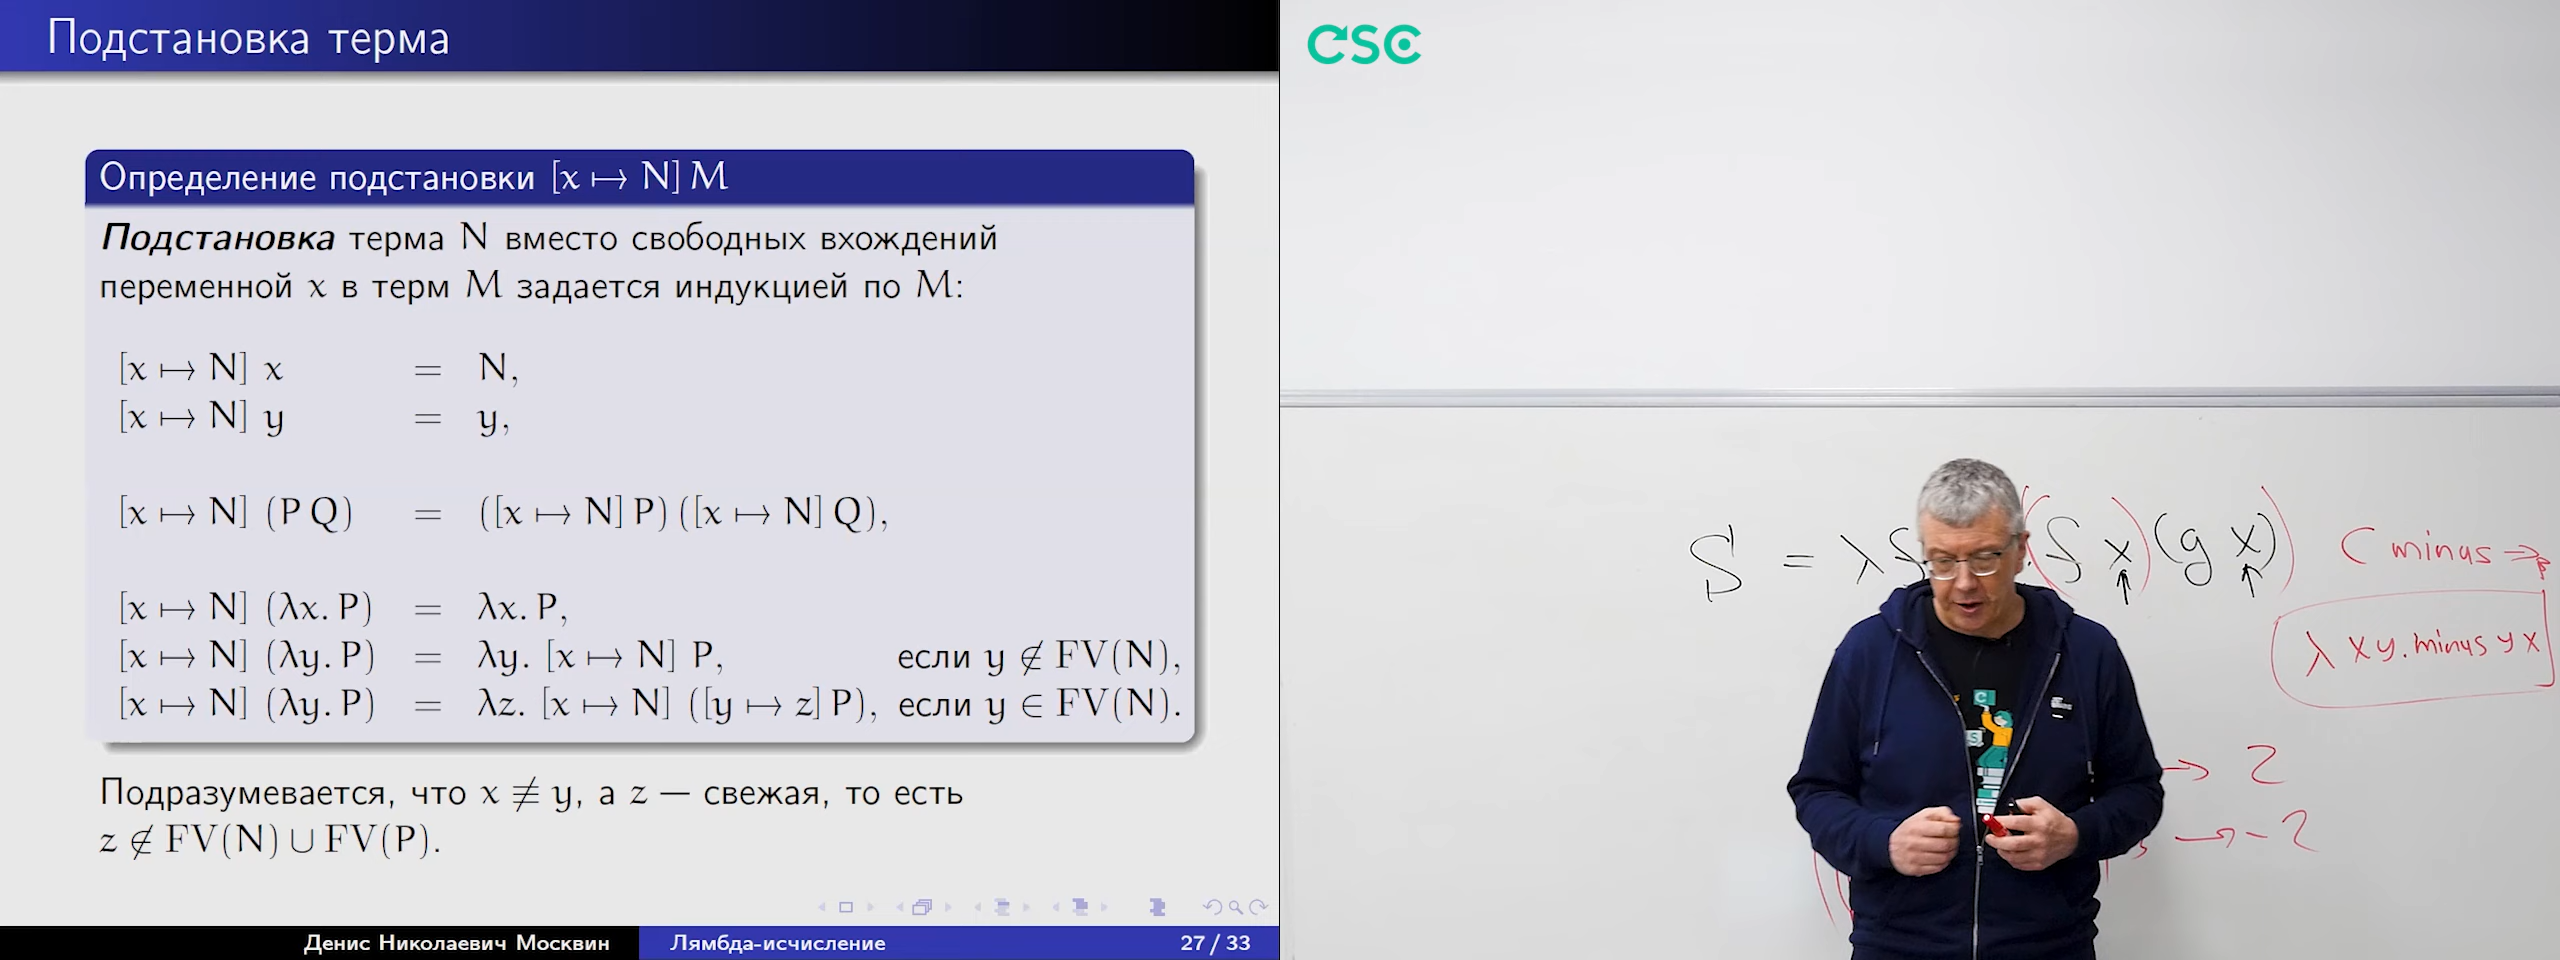 Подстановка терма
Определение подстановки [x ↦ N] M
Подстановка терма N вместо свободных вхождений
переменной x в терм M задается индукцией по M:
[x ↦ N] x = N,
[x ↦ N] y = y,
[x ↦ N] (P Q) = ([x ↦ N] P) ([x ↦ N] Q),
[x ↦ N] (λx. P) = λx. P,
[x ↦ N] (λy. P) = λy. [x ↦ N] P, если y ∉ FV(N),
[x ↦ N] (λy. P) = λz. [x ↦ N] ([y ↦ z] P), если y ∈ FV(N).
Подразумевается, что x ≢ y, а z — свежая, то есть
z ∉ FV(N) ∪ FV(P).
Денис Николаевич Москвин Лямбда-исчисление 27 / 33
CSC
S = λ f x (g x)
C minus →
λ x y. minus y x
→ 2
→ -2